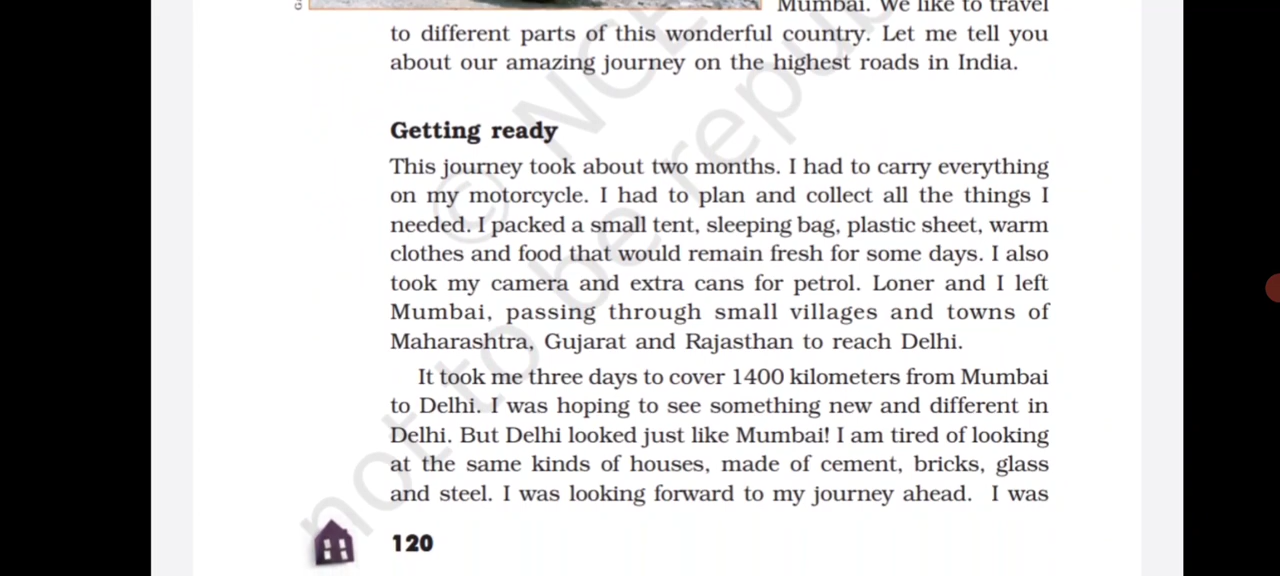 Mumbai. We like to travel
to different parts of this wonderful country. Let me tell you
about our amazing journey on the highest roads in India.
Getting ready
This journey took about two months. I had to carry everything
on my motorcycle. I had to plan and collect all the things I
needed. I packed a small tent, sleeping bag, plastic sheet, warm
clothes and food that would remain fresh for some days. I also
took my camera and extra cans for petrol. Loner and I left
Mumbai, passing through small villages and towns of
Maharashtra, Gujarat and Rajasthan to reach Delhi.
It took me three days to cover 1400 kilometers from Mumbai
to Delhi. I was hoping to see something new and different in
Delhi. But Delhi looked just like Mumbai! I am tired of looking
at the same kinds of houses, made of cement, bricks, glass
and steel. I was looking forward to my journey ahead. I was
120
© NCE
not to be repub